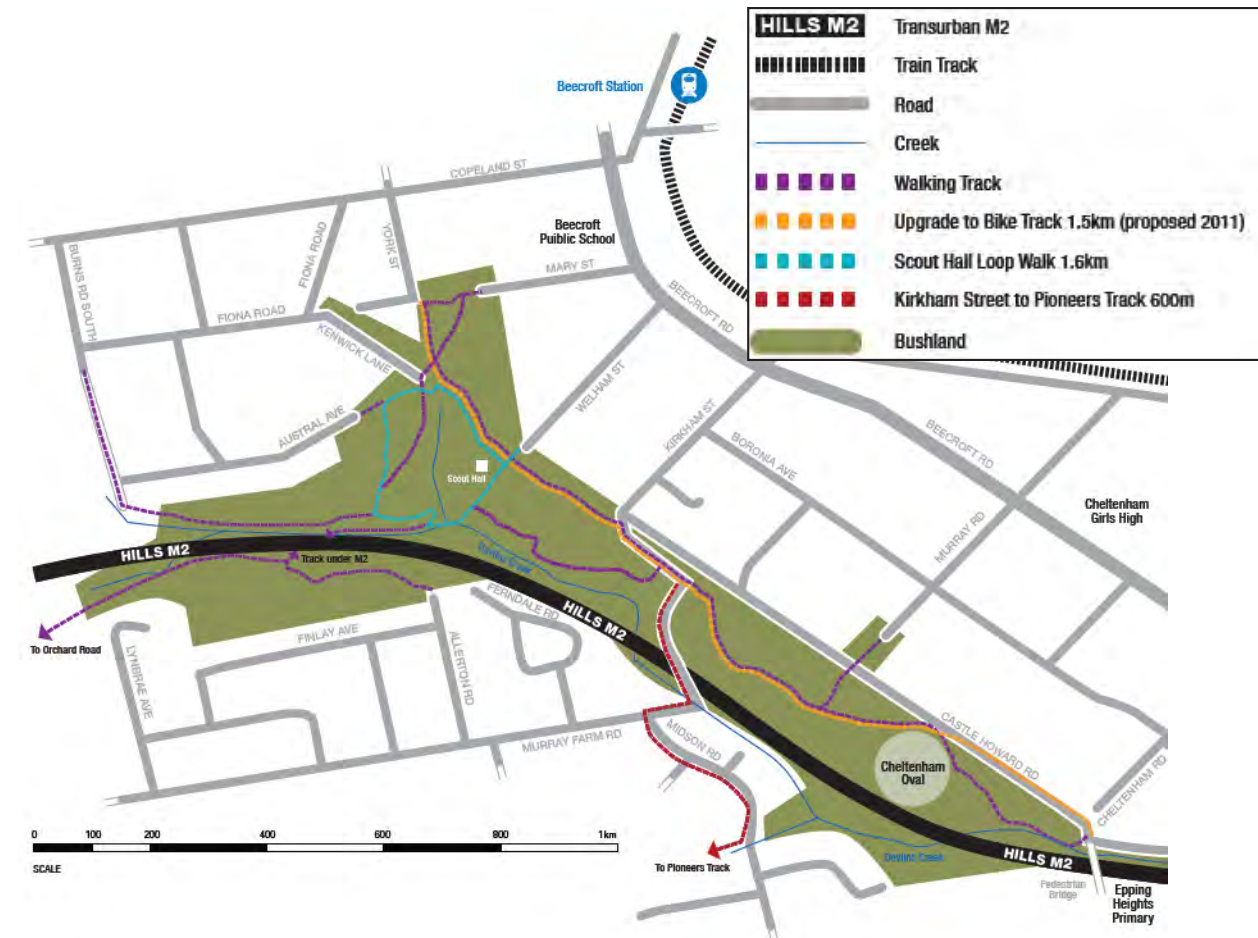 HILLS M2 Transurban M2
Train Track
Road
Creek
Walking Track
Upgrade to Bike Track 1.5km (proposed 2011)
Scout Hall Loop Walk 1.6km
Kirkham Street to Pioneers Track 600m
Bushland
Beecroft Station
COPELAND ST
BURNS RD SOUTH
FIONA ROAD
YORK ST
Beecroft
Puiblic School
MARY ST
BEECROFT RD
FIONA ROAD
KENWICK LANE
WELHAM ST
AUSTRAL AVE
KIRKHAM ST
BORONIA AVE
BEECROFT RD
Scout Hall
Cheltenham
Girls High
MURRAY RD
HILLS M2
Track under M2
Devlins Creek
FERNDALE RD
HILLS M2
To Orchard Road
LYNBRAE AVE
FINLAY AVE
ALLERTON RD
MURRAY FARM RD
MIDSON RD
CASTLE HOWARD RD
Cheltenham
Oval
CHELTENHAM RD
0 100 200 400 600 800 1km
SCALE
To Pioneers Track
Devlins Creek
HILLS M2
Pedestrian
Bridge
Epping
Heights
Primary